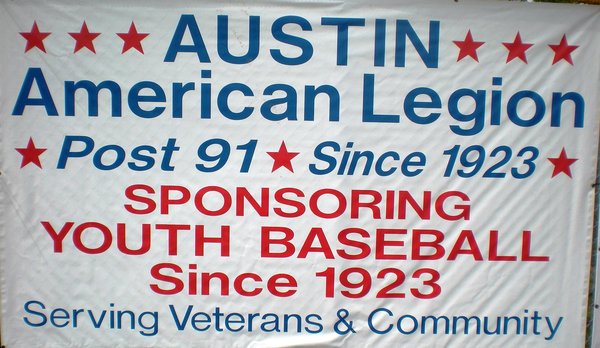 AUSTIN
American Legion
Post 91 ★ Since 1923
SPONSORING
YOUTH BASEBALL
Since 1923
Serving Veterans & Community